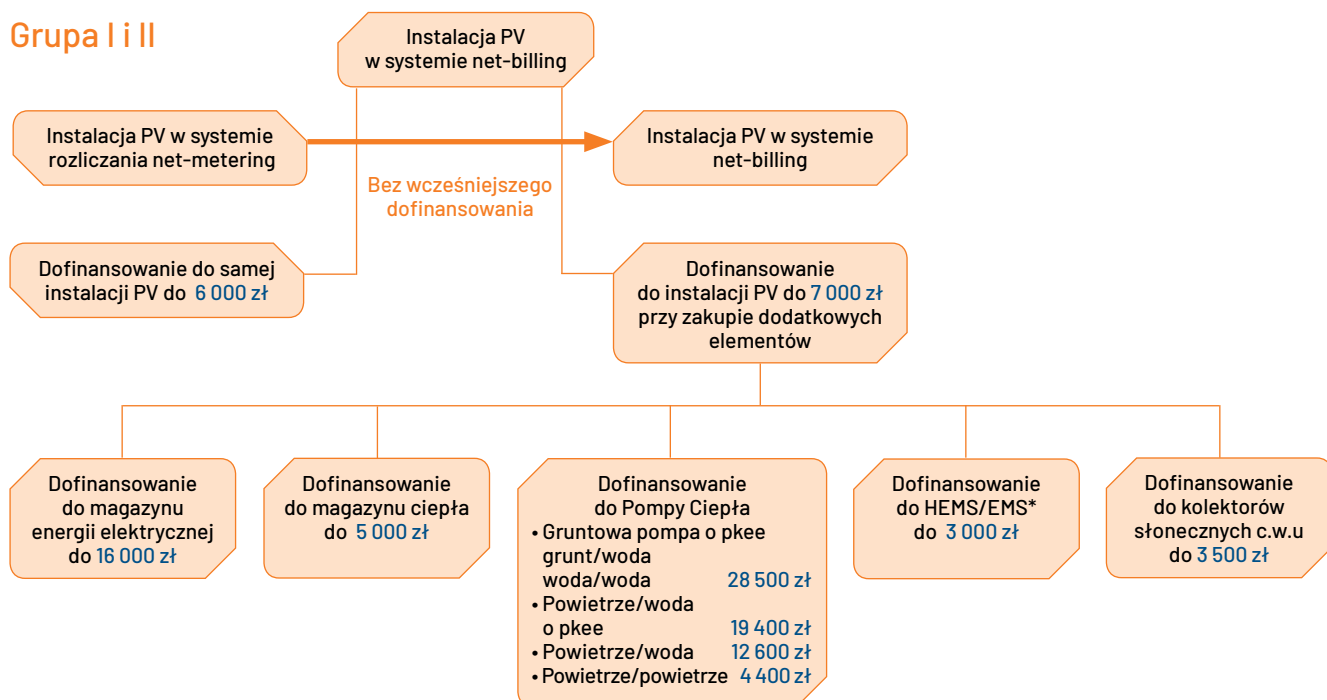 Grupa I i II
Instalacja PV
w systemie net-billing
Instalacja PV w systemie
rozliczania net-metering
Instalacja PV w systemie
net-billing
Bez wcześniejszego
dofinansowania
Dofinansowanie do samej
instalacji PV do 6 000 zł
Dofinansowanie
do instalacji PV do 7 000 zł
przy zakupie dodatkowych
elementów
Dofinansowanie
do magazynu
energii elektrycznej
do 16 000 zł
Dofinansowanie
do magazynu ciepła
do 5 000 zł
Dofinansowanie
do Pompy Ciepła
• Gruntowa pompa o pkee
grunt/woda
woda/woda 28 500 zł
• Powietrze/woda
o pkee 19 400 zł
• Powietrze/woda 12 600 zł
• Powietrze/powietrze 4 400 zł
Dofinansowanie
do HEMS/EMS*
do 3 000 zł
Dofinansowanie
do kolektorów
słonecznych c.w.u
do 3 500 zł